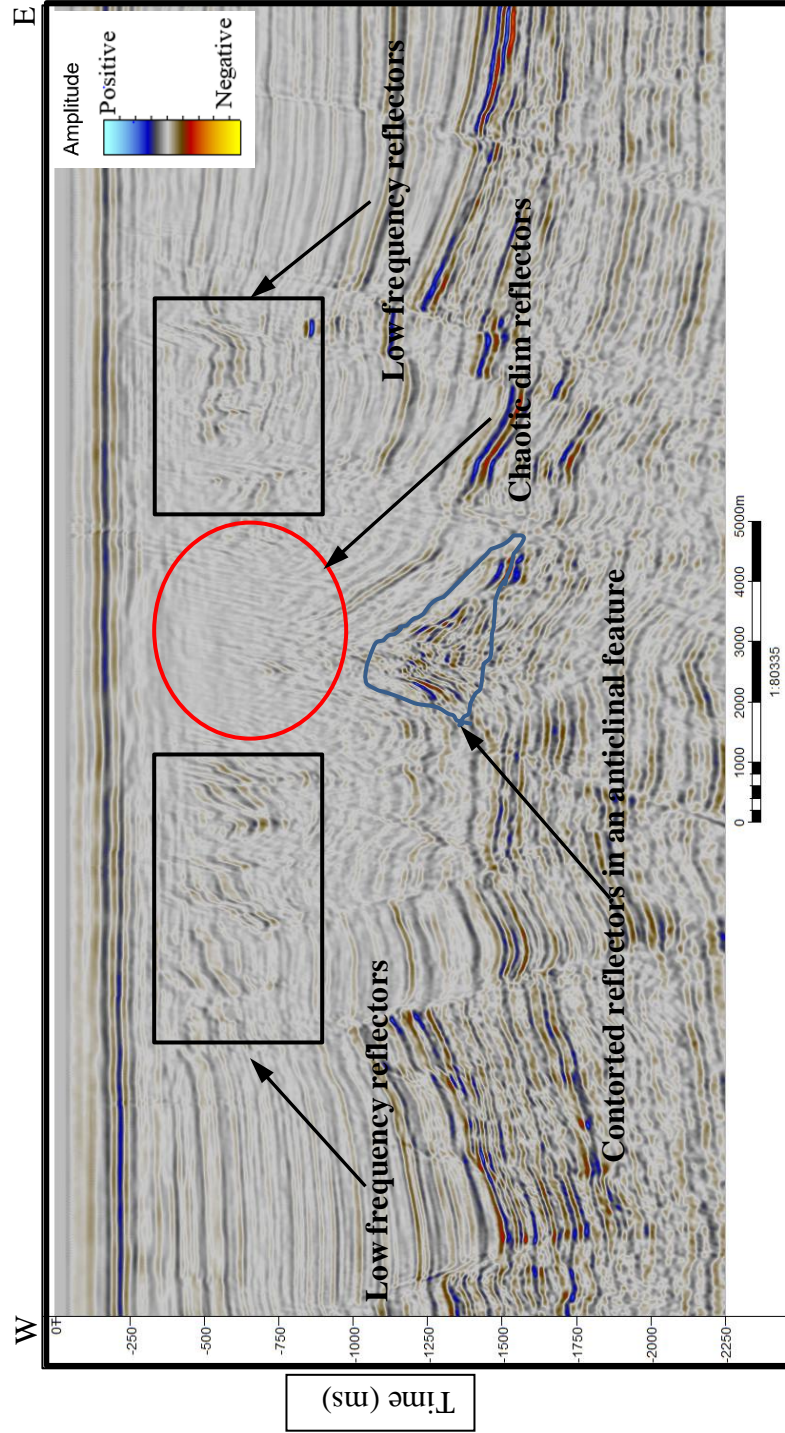 W
E
Amplitude
Positive
Negative
Low frequency reflectors
Chaotic dim reflectors
Low frequency reflectors
Contorted reflectors in an anticlinal feature
Time (ms)
0
-250
-500
-750
-1000
-1250
-1500
-1750
-2000
-2250
0 1000 2000 3000 4000 5000m
1:80335